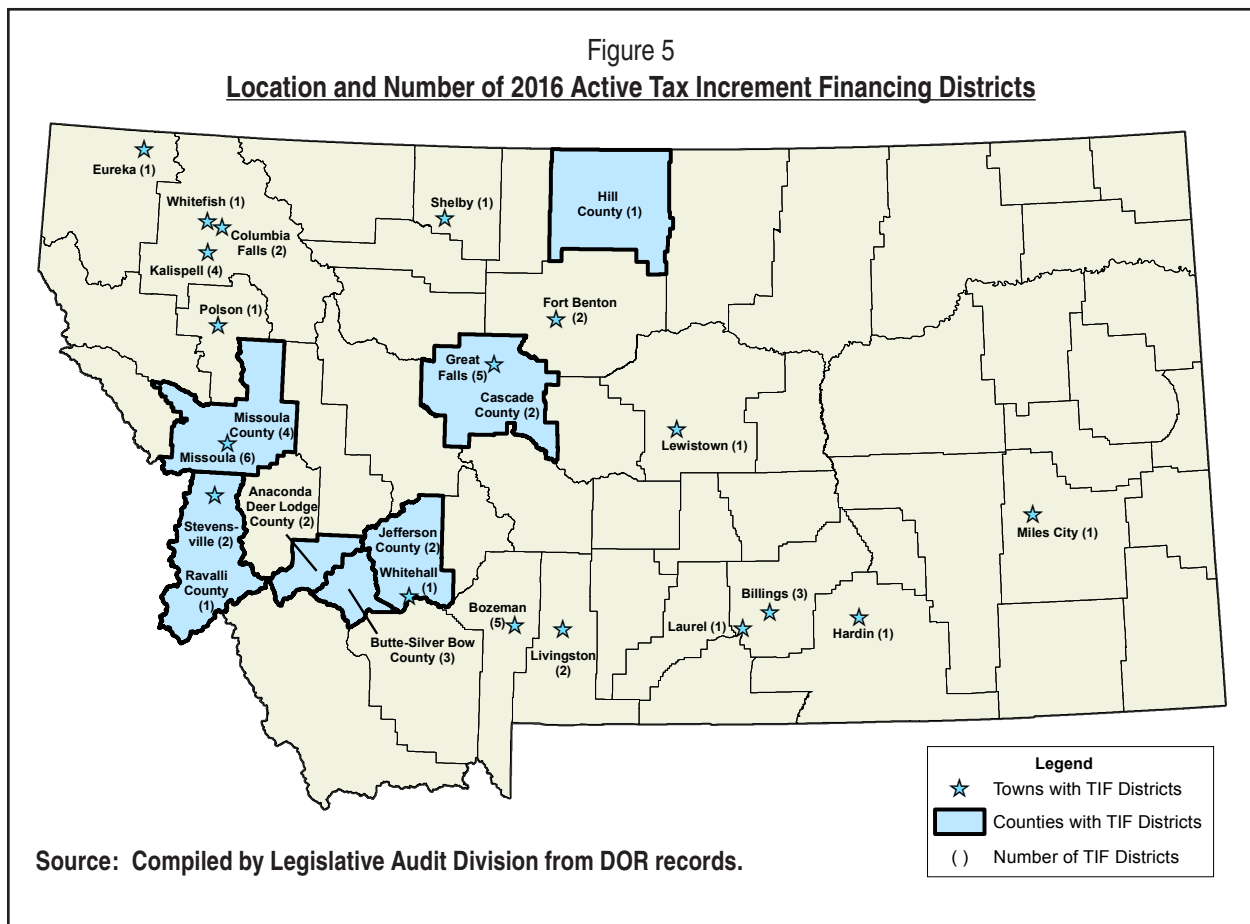 Figure 5
Location and Number of 2016 Active Tax Increment Financing Districts
Eureka (1)
Whitefish (1)
Columbia
Falls (2)
Kalispell (4)
Polson (1)
Shelby (1)
Hill
County (1)
Fort Benton
(2)
Great
Falls (5)
Cascade
County (2)
Lewistown (1)
Missoula
County (4)
Missoula (6)
Anaconda
Deer Lodge
County (2)
Stevens-
ville (2)
Ravalli
County
(1)
Jefferson
County (2)
Whitehall
(1)
Butte-Silver Bow
County (3)
Bozeman
(5)
Livingston
(2)
Laurel (1)
Billings (3)
Hardin (1)
Miles City (1)
Legend
Towns with TIF Districts
Counties with TIF Districts
( ) Number of TIF Districts
Source: Compiled by Legislative Audit Division from DOR records.